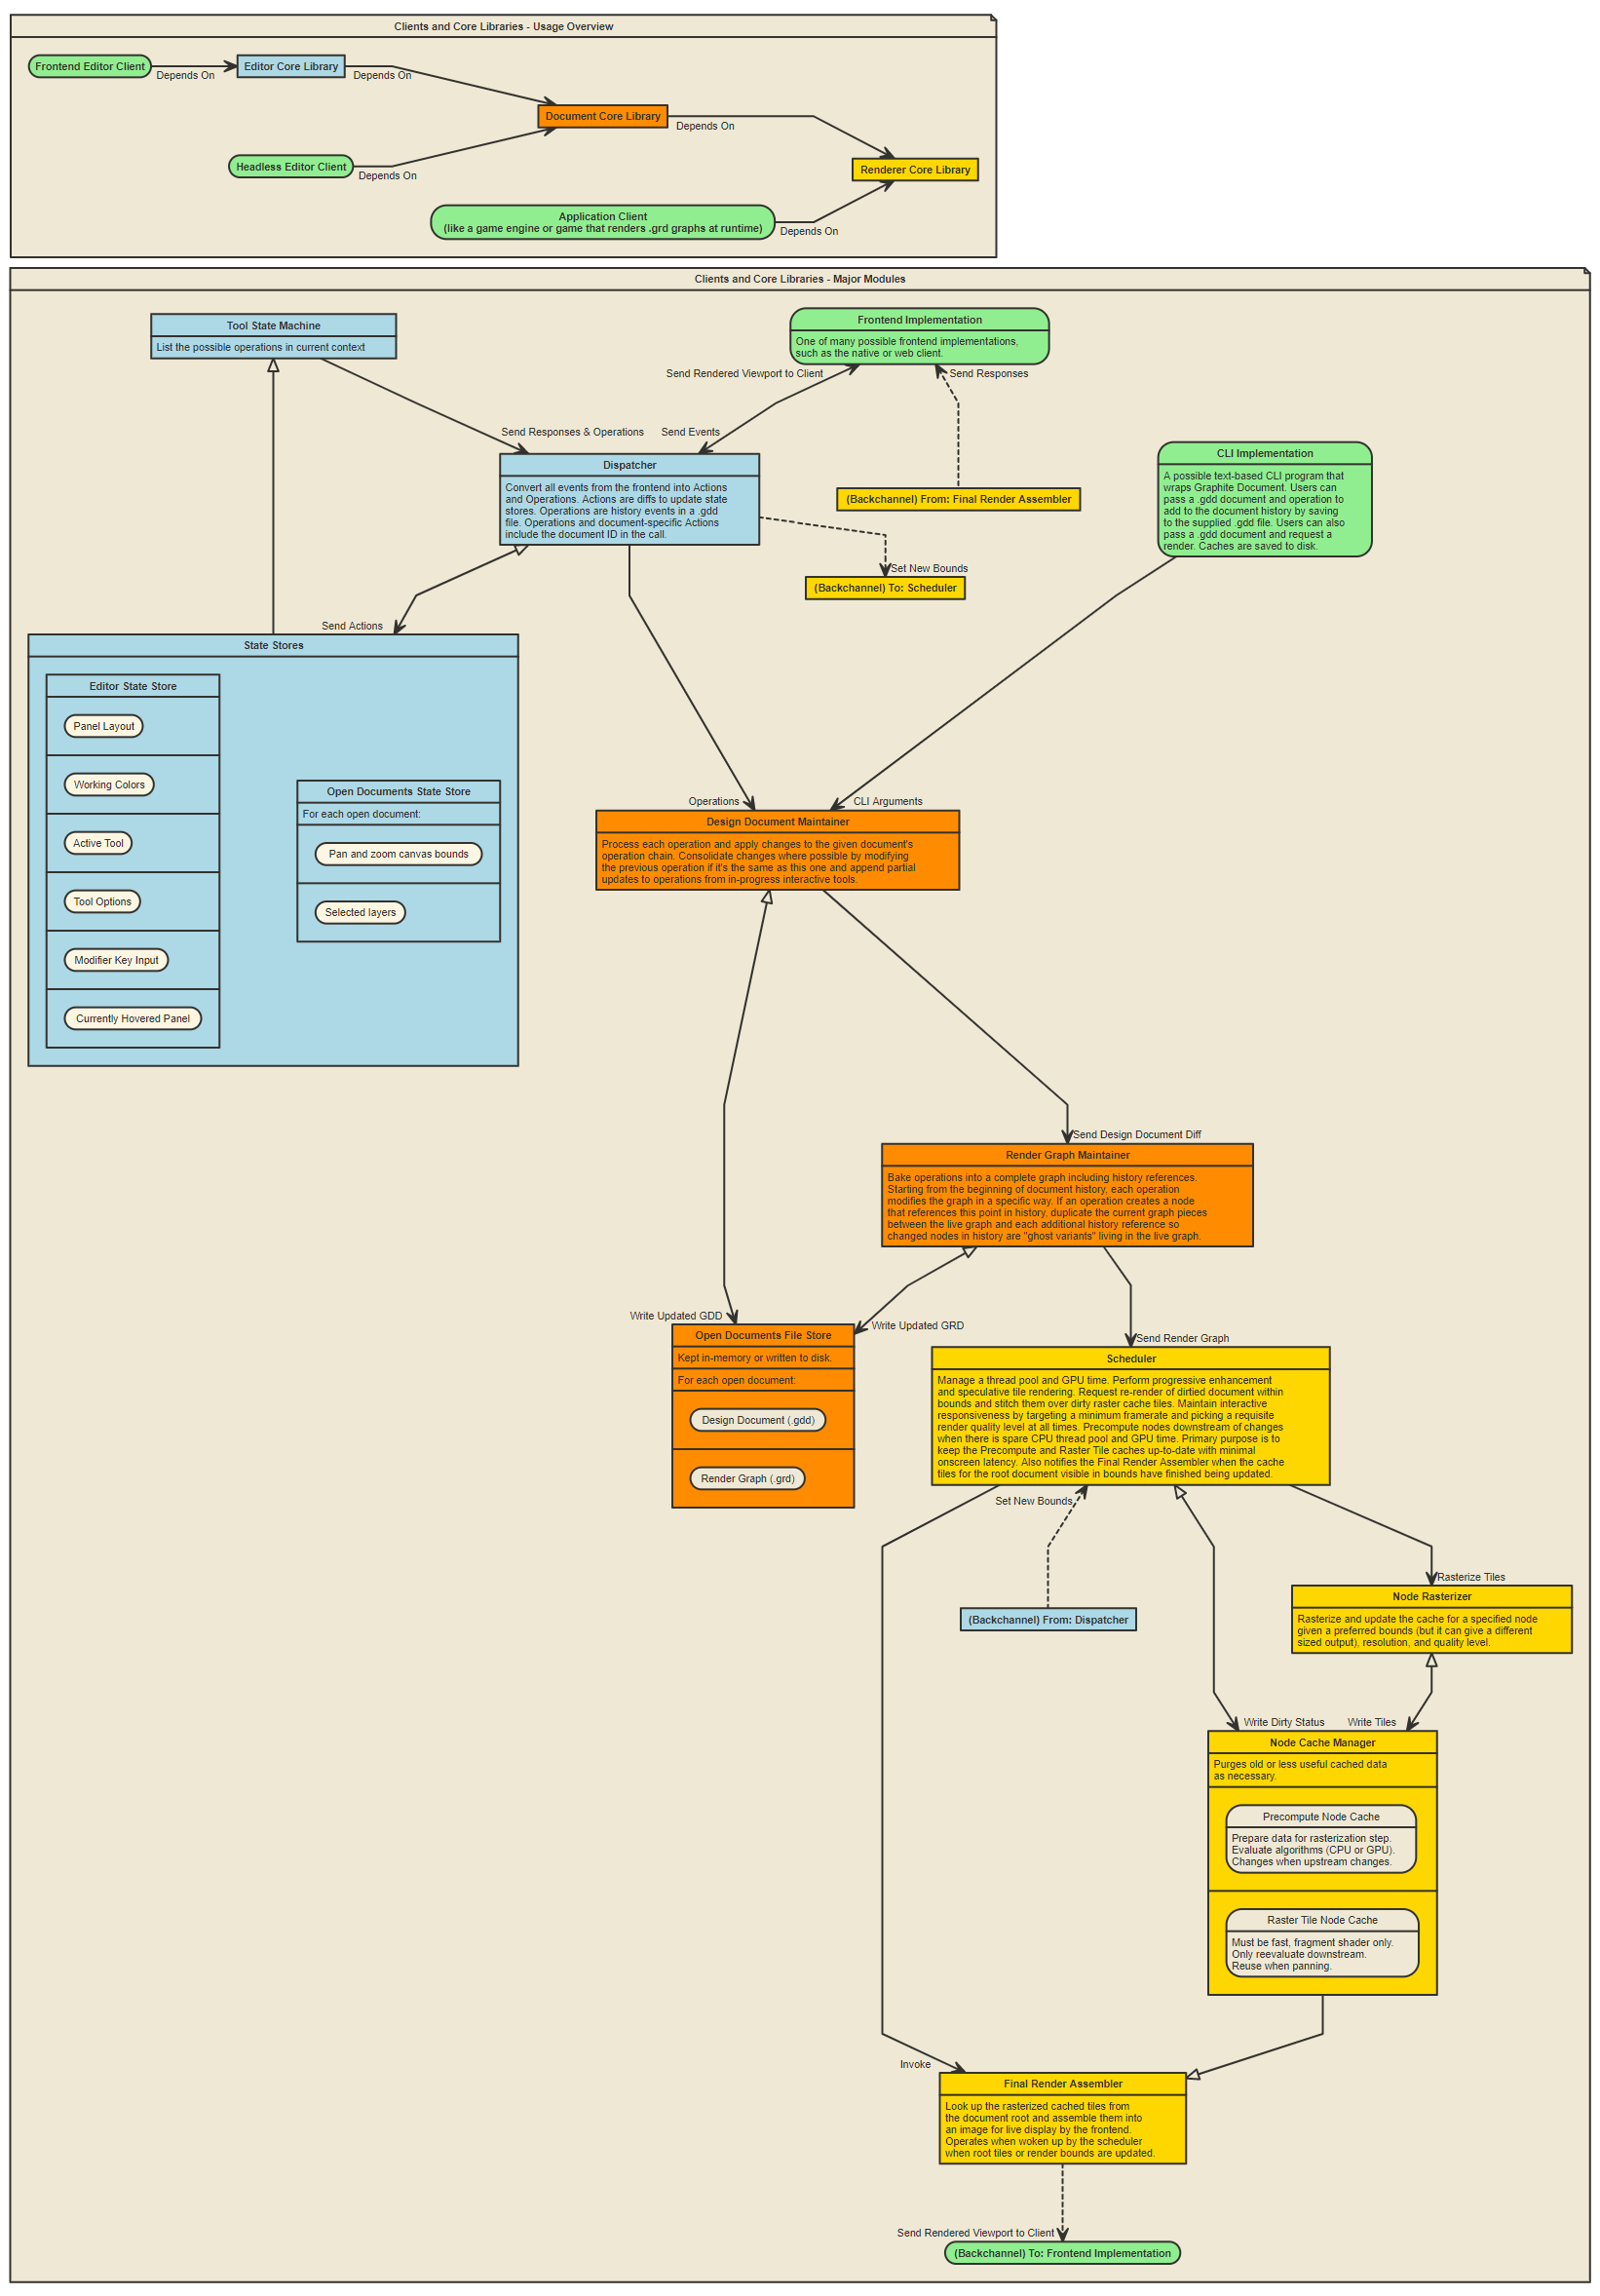 Clients and Core Libraries - Usage Overview
Frontend Editor Client
Depends On
Editor Core Library
Depends On
Document Core Library
Depends On
Headless Editor Client
Depends On
Renderer Core Library
Application Client
(like a game engine or game that renders .grd graphs at runtime)
Depends On
Clients and Core Libraries - Major Modules
Tool State Machine
List the possible operations in current context
Frontend Implementation
One of many possible frontend implementations,
such as the native or web client.
Send Rendered Viewport to Client
Send Responses
Send Responses & Operations
Send Events
Dispatcher
Convert all events from the frontend into Actions
and Operations. Actions are diffs to update state
stores. Operations are history events in a .gdd
file. Operations and document-specific Actions
include the document ID in the call.
(Backchannel) From: Final Render Assembler
CLI Implementation
A possible text-based CLI program that
wraps Graphite Document. Users can
pass a .gdd document and operation to
add to the document history by saving
to the supplied .gdd file. Users can also
pass a .gdd document and request a
render. Caches are saved to disk.
Set New Bounds
(Backchannel) To: Scheduler
Send Actions
State Stores
Editor State Store
Panel Layout
Working Colors
Active Tool
Tool Options
Modifier Key Input
Currently Hovered Panel
Open Documents State Store
For each open document:
Pan and zoom canvas bounds
Selected layers
Operations
CLI Arguments
Design Document Maintainer
Process each operation and apply changes to the given document's
operation chain. Consolidate changes where possible by modifying
the previous operation if it's the same as this one and append partial
updates to operations from in-progress interactive tools.
Send Design Document Diff
Render Graph Maintainer
Bake operations into a complete graph including history references.
Starting from the beginning of document history, each operation
modifies the graph in a specific way. If an operation creates a node
that references this point in history, duplicate the current graph pieces
between the live graph and each additional history reference so
changed nodes in history are "ghost variants" living in the live graph.
Write Updated GDD
Write Updated GRD
Open Documents File Store
Kept in-memory or written to disk.
For each open document:
Design Document (.gdd)
Render Graph (.grd)
Send Render Graph
Scheduler
Manage a thread pool and GPU time. Perform progressive enhancement
and speculative tile rendering. Request re-render of dirtied document within
bounds and stitch them over dirty raster cache tiles. Maintain interactive
responsiveness by targeting a minimum framerate and picking a requisite
render quality level at all times. Precompute nodes downstream of changes
when there is spare CPU thread pool and GPU time. Primary purpose is to
keep the Precompute and Raster Tile caches up-to-date with minimal
onscreen latency. Also notifies the Final Render Assembler when the cache
tiles for the root document visible in bounds have finished being updated.
Set New Bounds
(Backchannel) From: Dispatcher
Rasterize Tiles
Node Rasterizer
Rasterize and update the cache for a specified node
given a preferred bounds (but it can give a different
sized output), resolution, and quality level.
Write Dirty Status
Write Tiles
Node Cache Manager
Purges old or less useful cached data
as necessary.
Precompute Node Cache
Prepare data for rasterization step.
Evaluate algorithms (CPU or GPU).
Changes when upstream changes.
Raster Tile Node Cache
Must be fast, fragment shader only.
Only reevaluate downstream.
Reuse when panning.
Invoke
Final Render Assembler
Look up the rasterized cached tiles from
the document root and assemble them into
an image for live display by the frontend.
Operates when woken up by the scheduler
when root tiles or render bounds are updated.
Send Rendered Viewport to Client
(Backchannel) To: Frontend Implementation